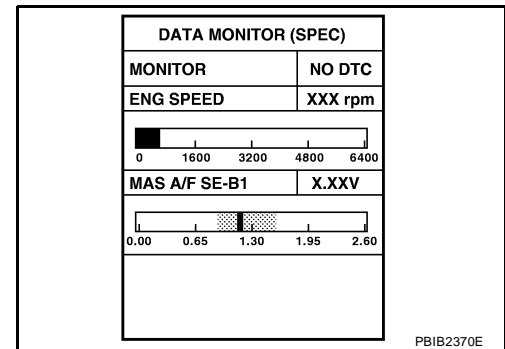 DATA MONITOR (SPEC)
MONITOR NO DTC
ENG SPEED XXX rpm
0 1600 3200 4800 6400
MAS A/F SE-B1 X.XXV
0.00 0.65 1.30 1.95 2.60
PBIB2370E